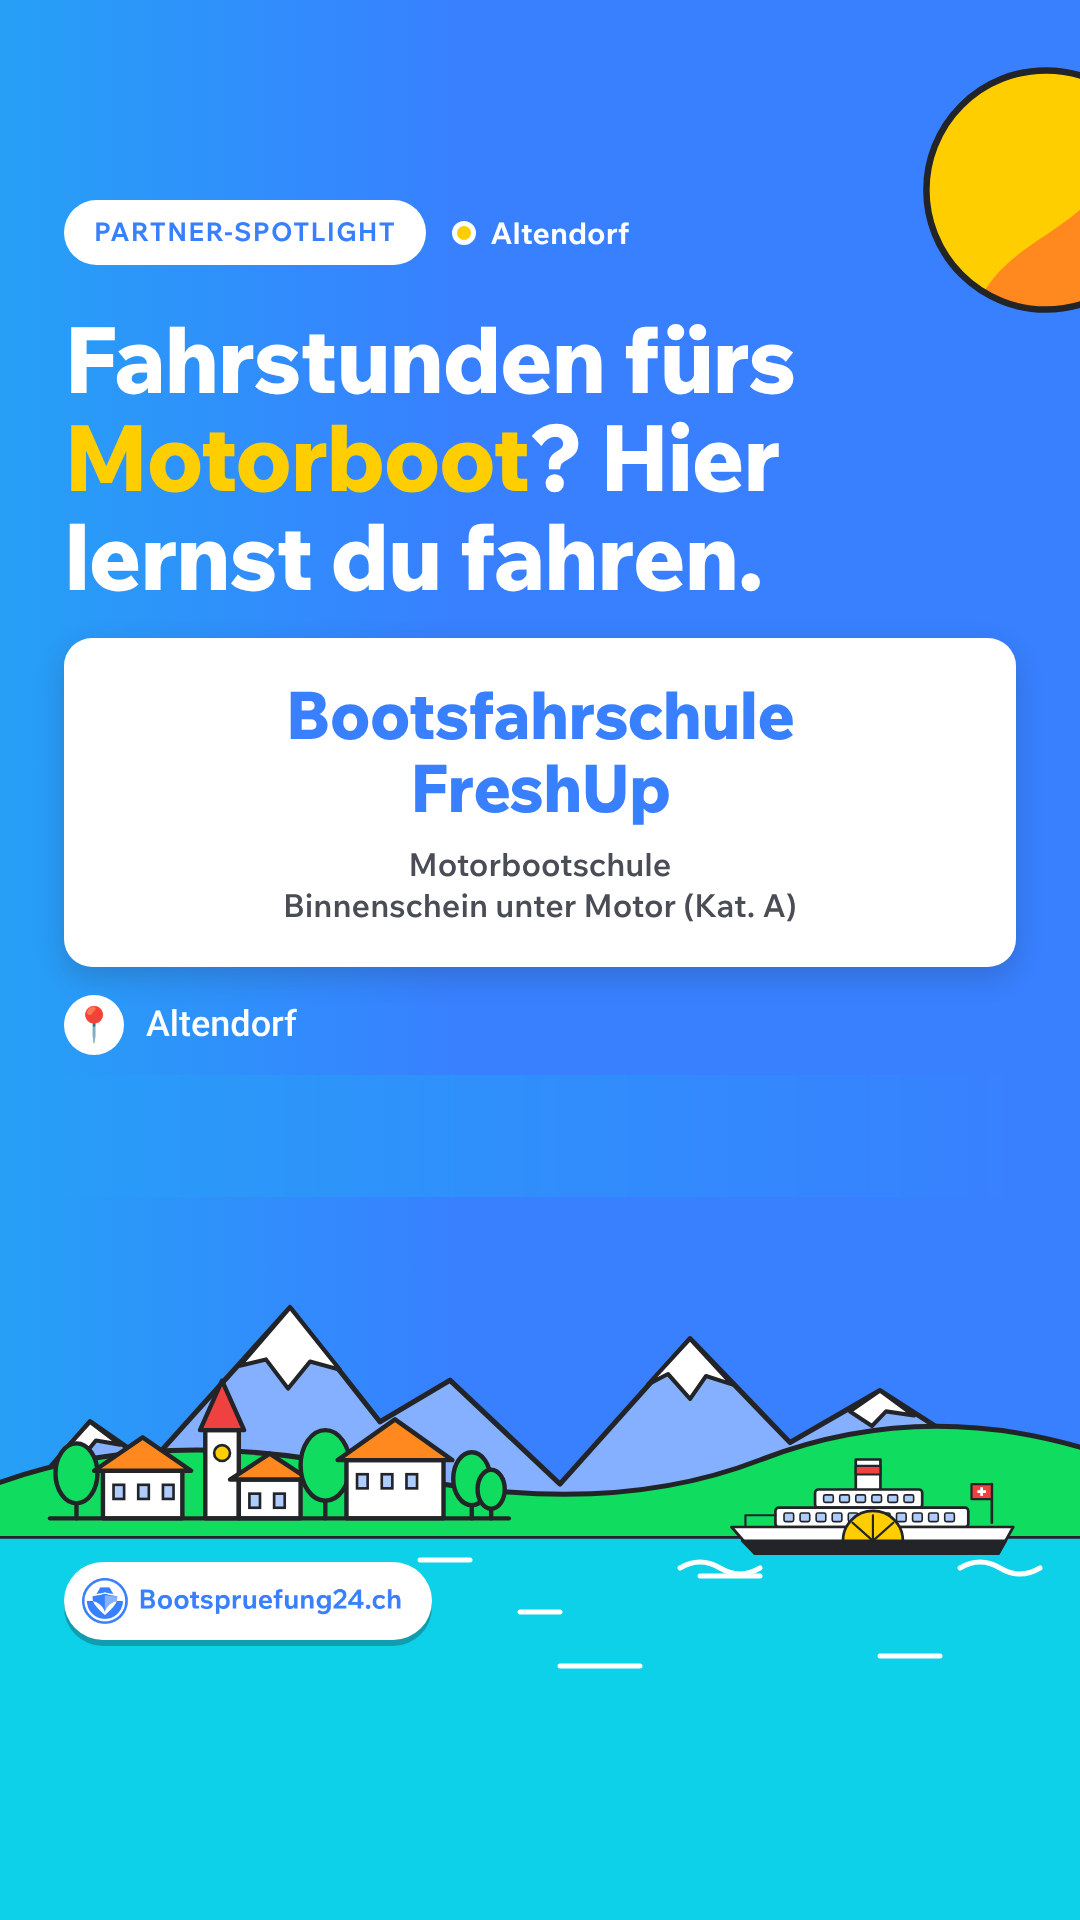 PARTNER-SPOTLIGHT
Altendorf
Fahrstunden fürs
Motorboot? Hier
lernst du fahren.
Bootsfahrschule
FreshUp
Motorbootschule
Binnenschein unter Motor (Kat. A)
Altendorf
Bootspruefung24.ch